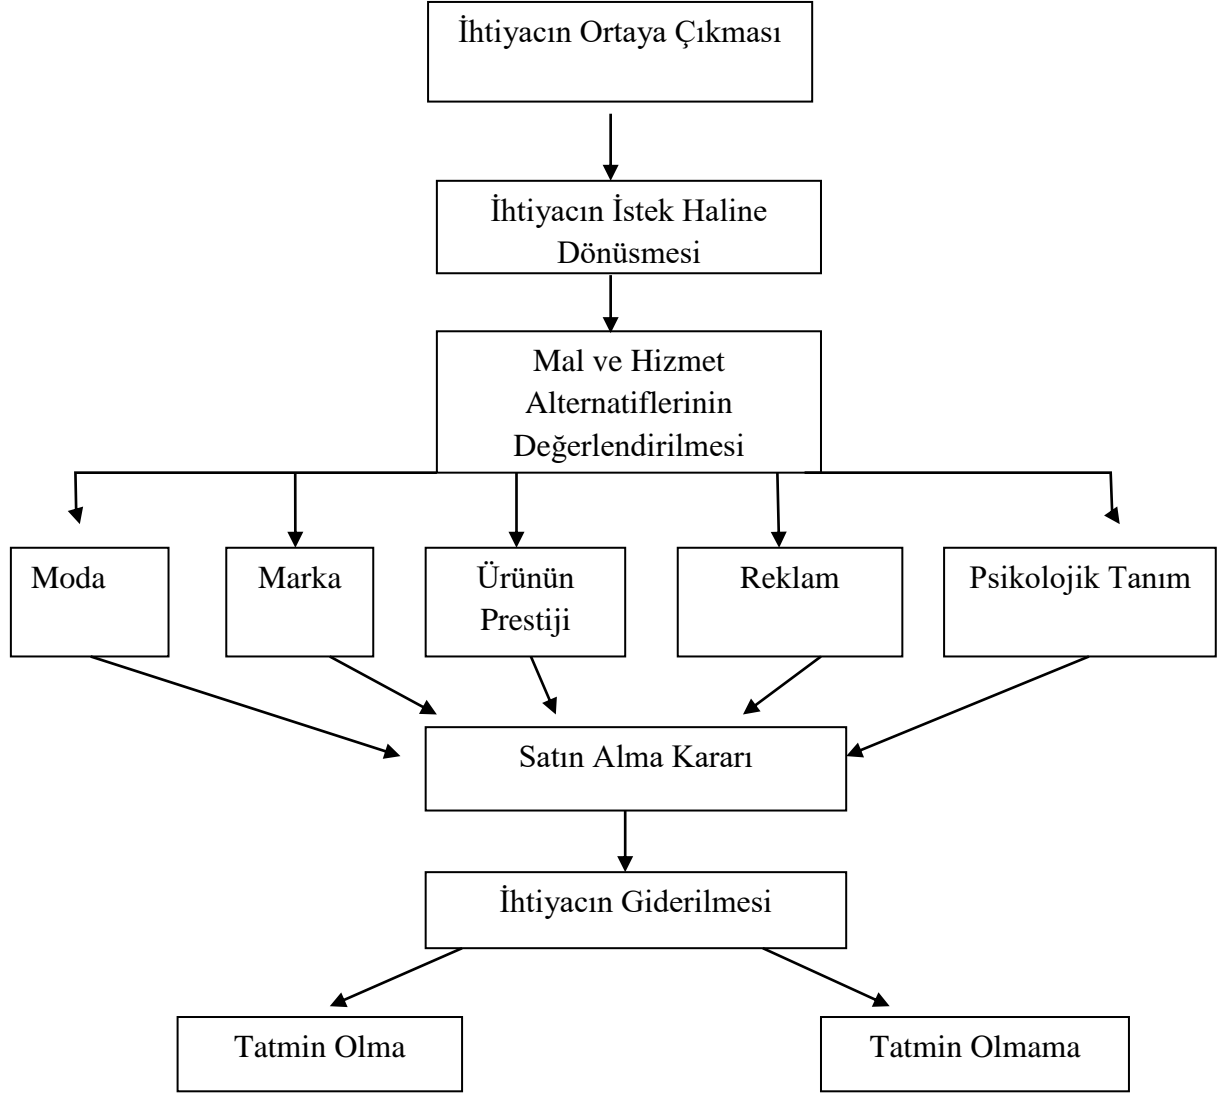 İhtiyacın Ortaya Çıkması
İhtiyacın İstek Haline
Dönüsmesi
Mal ve Hizmet
Alternatiflerinin
Değerlendirilmesi
Moda
Marka
Ürünün
Prestiji
Reklam
Psikolojik Tanım
Satın Alma Kararı
İhtiyacın Giderilmesi
Tatmin Olma
Tatmin Olmama